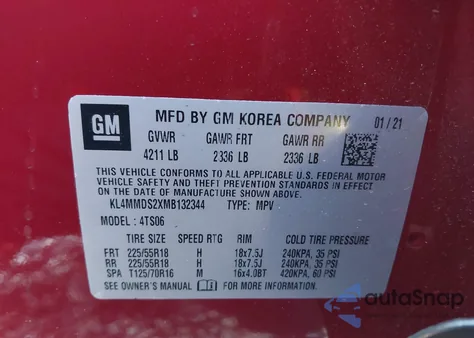 GM
MFD BY GM KOREA COMPANY 01/21
GVWR GAWR FRT GAWR RR
4211 LB 2336 LB 2336 LB
THIS VEHICLE CONFORMS TO ALL APPLICABLE U.S. FEDERAL MOTOR
VEHICLE SAFETY, BUMPER, AND THEFT PREVENTION STANDARDS
IN EFFECT ON THE DATE OF MANUFACTURE SHOWN ABOVE.
KL4MMDS2XMB132344 TYPE: MPV
MODEL: 4TS06
TIRE SIZE SPEED RTG RIM COLD TIRE PRESSURE
FRT 225/55R18 H 18x7.5J 240KPA, 35 PSI
RR 225/55R18 H 18x7.5J 240KPA, 35 PSI
SPA T125/70R16 M 16x4.0BT 420KPA, 60 PSI
SEE OWNER'S MANUAL FOR MORE INFORMATION.
autoSnap